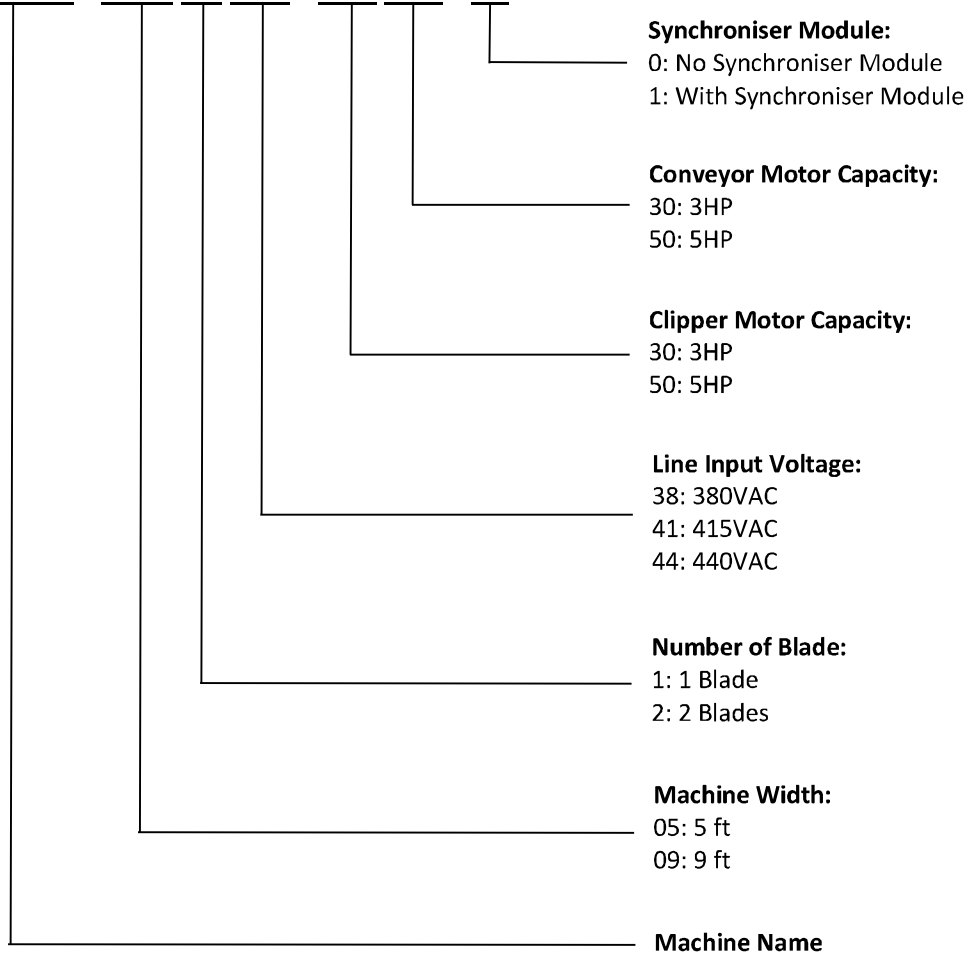 Synchroniser Module:
0: No Synchroniser Module
1: With Synchroniser Module
Conveyor Motor Capacity:
30: 3HP
50: 5HP
Clipper Motor Capacity:
30: 3HP
50: 5HP
Line Input Voltage:
38: 380VAC
41: 415VAC
44: 440VAC
Number of Blade:
1: 1 Blade
2: 2 Blades
Machine Width:
05: 5 ft
09: 9 ft
Machine Name